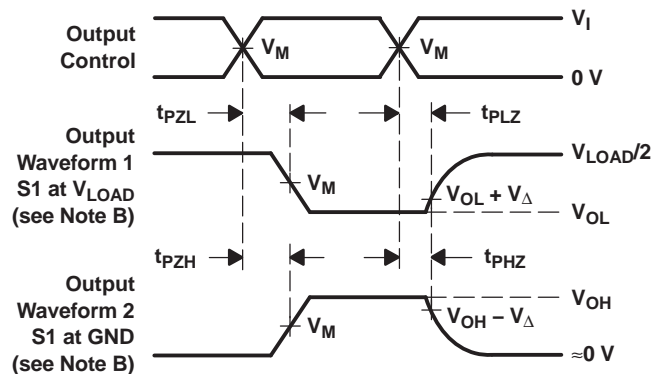 Output
Control
V_M
V_M
V_I
0 V
t_PZL
t_PLZ
Output
Waveform 1
S1 at V_LOAD
(see Note B)
V_M
V_LOAD/2
V_OL + V_Δ
V_OL
t_PZH
t_PHZ
Output
Waveform 2
S1 at GND
(see Note B)
V_M
V_OH
V_OH − V_Δ
≈0 V